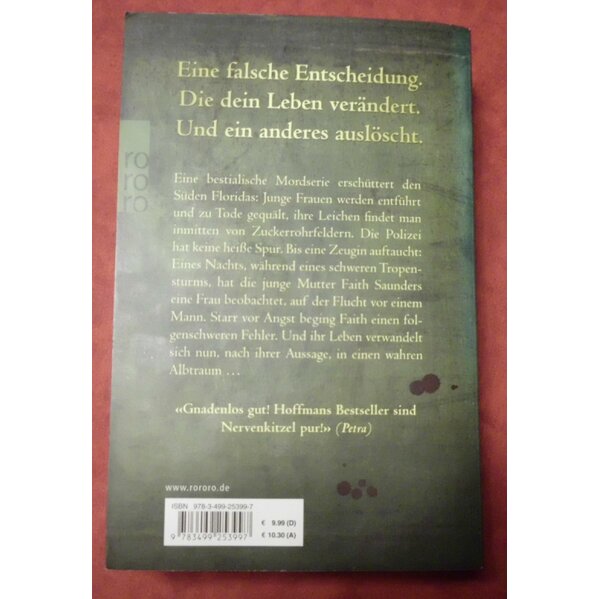 Eine falsche Entscheidung.
Die dein Leben verändert.
Und ein anderes auslöscht.
ro
ro
ro
Eine bestialische Mordserie erschüttert den
Süden Floridas: Junge Frauen werden entführt
und zu Tode gequält, ihre Leichen findet man
inmitten von Zuckerrohrfeldern. Die Polizei
hat keine heiße Spur. Bis eine Zeugin auftaucht:
Eines Nachts, während eines schweren Tropen-
sturms, hat die junge Mutter Faith Saunders
eine Frau beobachtet, auf der Flucht vor einem
Mann. Starr vor Angst beging Faith einen fol-
genschweren Fehler. Und ihr Leben verwandelt
sich nun, nach ihrer Aussage, in einen wahren
Albtraum …
«Gnadenlos gut! Hoffmans Bestseller sind
Nervenkitzel pur!» (Petra)
www.rororo.de
ISBN 978-3-499-25399-7
€ 9.99 (D)
€ 10.30 (A)
9 783499 253997